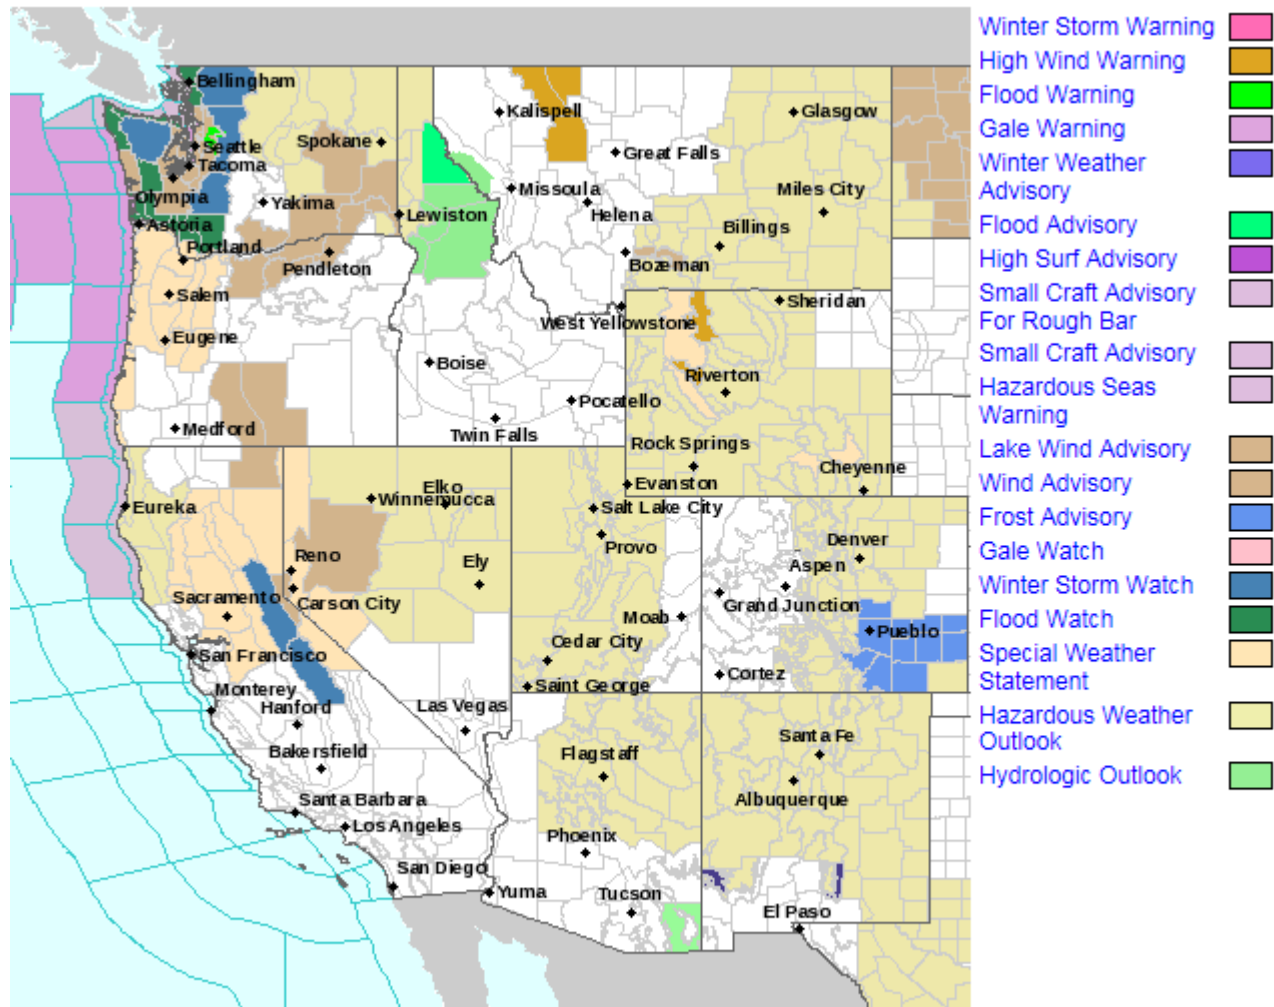 Winter Storm Warning
High Wind Warning
Flood Warning
Gale Warning
Winter Weather
Advisory
Flood Advisory
High Surf Advisory
Small Craft Advisory
For Rough Bar
Small Craft Advisory
Hazardous Seas
Warning
Lake Wind Advisory
Wind Advisory
Frost Advisory
Gale Watch
Winter Storm Watch
Flood Watch
Special Weather
Statement
Hazardous Weather
Outlook
Hydrologic Outlook
Bellingham
Kalispell
Glasgow
Seattle
Spokane
Great Falls
Tacoma
Missoula
Miles City
Olympia
Yakima
Helena
Lewiston
Astoria
Billings
Portland
Pendleton
Bozeman
Salem
Sheridan
West Yellowstone
Eugene
Boise
Riverton
Pocatello
Medford
Twin Falls
Rock Springs
Cheyenne
Evanston
Elko
Winnemucca
Eureka
Salt Lake City
Provo
Denver
Reno
Ely
Aspen
Sacramento
Carson City
Grand Junction
Moab
Pueblo
Cedar City
San Francisco
Cortez
Saint George
Monterey
Hanford
Las Vegas
Santa Fe
Bakersfield
Flagstaff
Albuquerque
Santa Barbara
Los Angeles
Phoenix
San Diego
Yuma
Tucson
El Paso